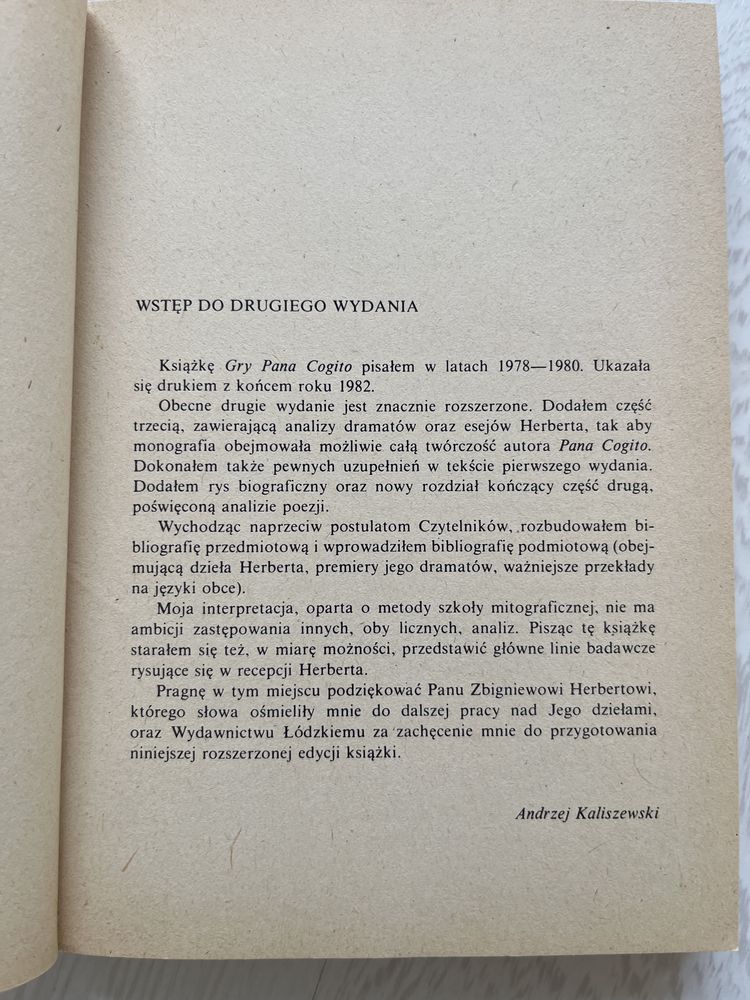 WSTĘP DO DRUGIEGO WYDANIA
Książkę Gry Pana Cogito pisałem w latach 1978—1980. Ukazała
się drukiem z końcem roku 1982.
Obecne drugie wydanie jest znacznie rozszerzone. Dodałem część
trzecią, zawierającą analizy dramatów oraz esejów Herberta, tak aby
monografia obejmowała możliwie całą twórczość autora Pana Cogito.
Dokonałem także pewnych uzupełnień w tekście pierwszego wydania.
Dodałem rys biograficzny oraz nowy rozdział kończący część drugą,
poświęconą analizie poezji.
Wychodząc naprzeciw postulatom Czytelników, rozbudowałem bi-
bliografię przedmiotową i wprowadziłem bibliografię podmiotową (obej-
mującą dzieła Herberta, premiery jego dramatów, ważniejsze przekłady
na języki obce).
Moja interpretacja, oparta o metody szkoły mitograficznej, nie ma
ambicji zastępowania innych, oby licznych, analiz. Pisząc tę książkę
starałem się też, w miarę możności, przedstawić główne linie badawcze
rysujące się w recepcji Herberta.
Pragnę w tym miejscu podziękować Panu Zbigniewowi Herbertowi,
którego słowa ośmieliły mnie do dalszej pracy nad Jego dziełami,
oraz Wydawnictwu Łódzkiemu za zachęcenie mnie do przygotowania
niniejszej rozszerzonej edycji książki.
Andrzej Kaliszewski